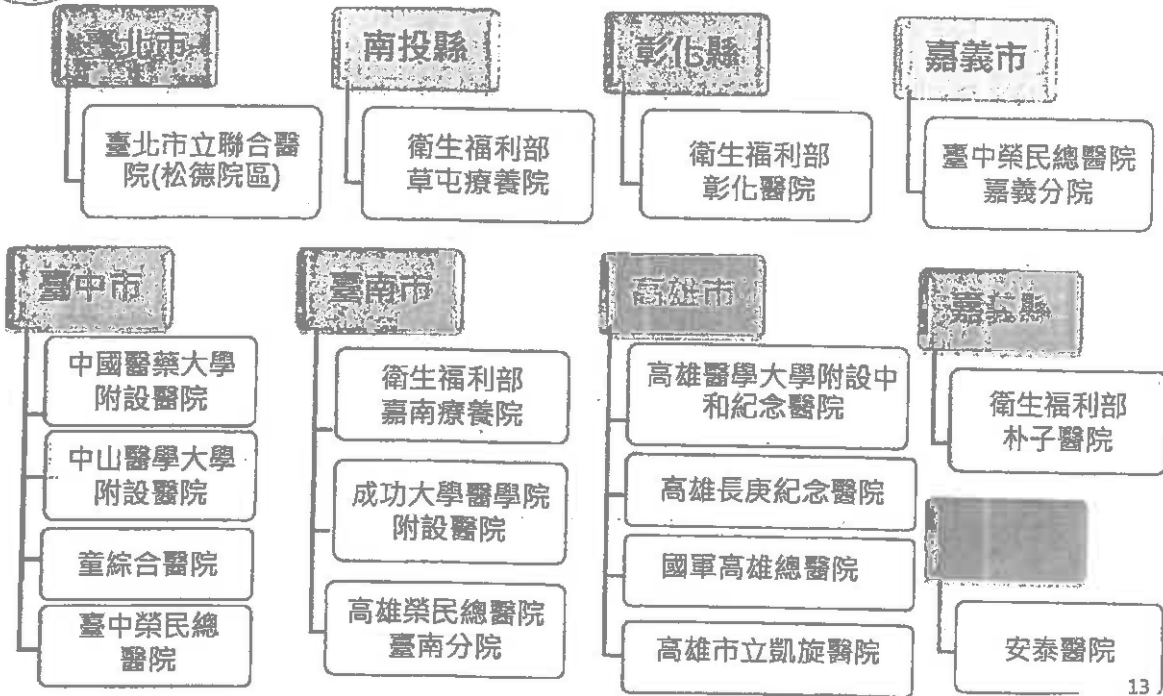 臺北市
臺北市立聯合醫
院(松德院區)
南投縣
衛生福利部
草屯療養院
彰化縣
衛生福利部
彰化醫院
嘉義市
臺中榮民總醫院
嘉義分院
臺中市
中國醫藥大學
附設醫院
中山醫學大學
附設醫院
童綜合醫院
臺中榮民總
醫院
臺南市
衛生福利部
嘉南療養院
成功大學醫學院
附設醫院
高雄榮民總醫院
臺南分院
高雄市
高雄醫學大學附設中
和紀念醫院
高雄長庚紀念醫院
國軍高雄總醫院
高雄市立凱旋醫院
嘉義縣
衛生福利部
朴子醫院
安泰醫院
13